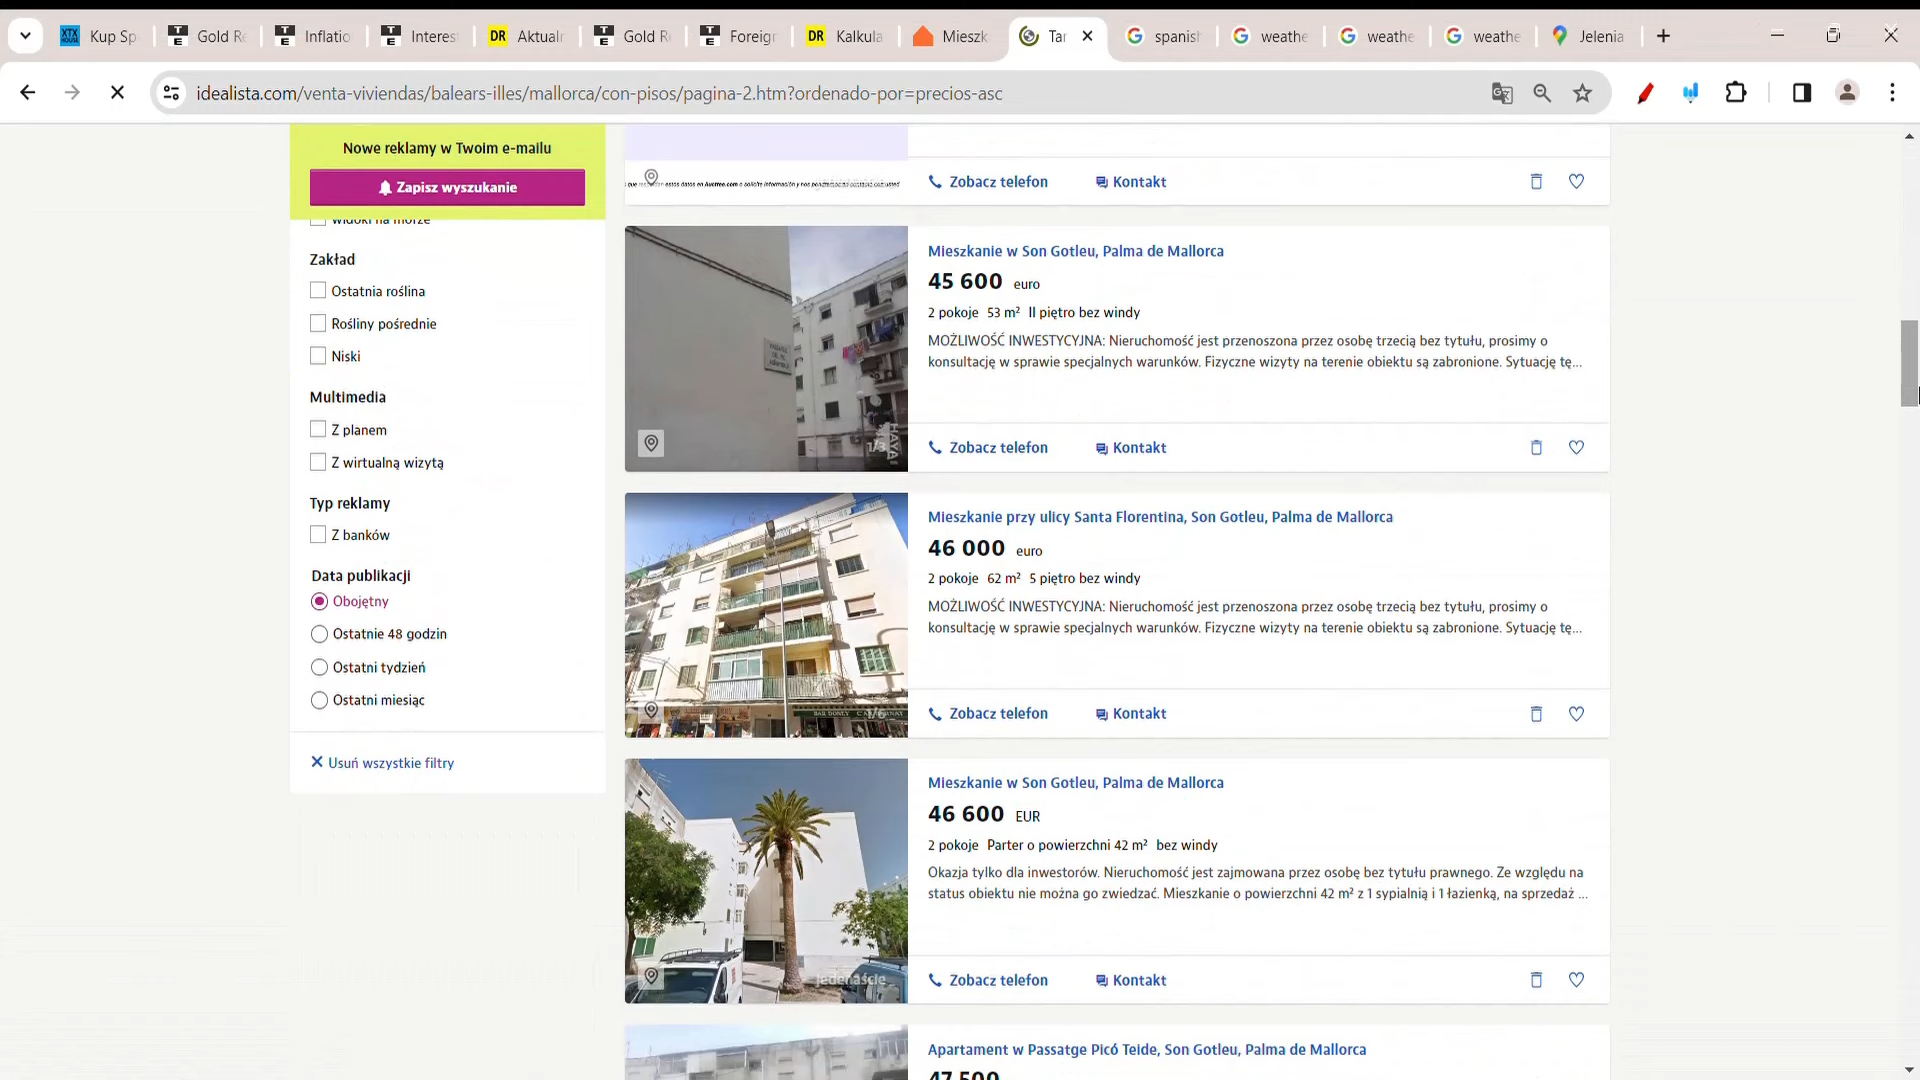 Kup Sp
Gold Re
Inflatio
Interes
Aktualn
Gold Re
Foreign
Kalkula
Mieszk
Tar
spanish
weathe
weathe
weathe
Jelenia
idealista.com/venta-viviendas/balears-illes/mallorca/con-pisos/pagina-2.htm?ordenado-por=precios-asc
Nowe reklamy w Twoim e-mailu
Zapisz wyszukanie
widoki na morze
Zakład
Ostatnia roślina
Rośliny pośrednie
Niski
Multimedia
Z planem
Z wirtualną wizytą
Typ reklamy
Z banków
Data publikacji
Obojętny
Ostatnie 48 godzin
Ostatni tydzień
Ostatni miesiąc
Usuń wszystkie filtry
Zobacz telefon
Kontakt
Mieszkanie w Son Gotleu, Palma de Mallorca
45 600 euro
2 pokoje 53 m² II piętro bez windy
MOŻLIWOŚĆ INWESTYCYJNA: Nieruchomość jest przenoszona przez osobę trzecią bez tytułu, prosimy o
konsultację w sprawie specjalnych warunków. Fizyczne wizyty na terenie obiektu są zabronione. Sytuację tę...
Zobacz telefon
Kontakt
Mieszkanie przy ulicy Santa Florentina, Son Gotleu, Palma de Mallorca
46 000 euro
2 pokoje 62 m² 5 piętro bez windy
MOŻLIWOŚĆ INWESTYCYJNA: Nieruchomość jest przenoszona przez osobę trzecią bez tytułu, prosimy o
konsultację w sprawie specjalnych warunków. Fizyczne wizyty na terenie obiektu są zabronione. Sytuację tę...
Zobacz telefon
Kontakt
Mieszkanie w Son Gotleu, Palma de Mallorca
46 600 EUR
2 pokoje Parter o powierzchni 42 m² bez windy
Okazja tylko dla inwestorów. Nieruchomość jest zajmowana przez osobę bez tytułu prawnego. Ze względu na
status obiektu nie można go zwiedzać. Mieszkanie o powierzchni 42 m² z 1 sypialnią i 1 łazienką, na sprzedaż ...
jedenaście
Zobacz telefon
Kontakt
Apartament w Passatge Picó Teide, Son Gotleu, Palma de Mallorca
47 500